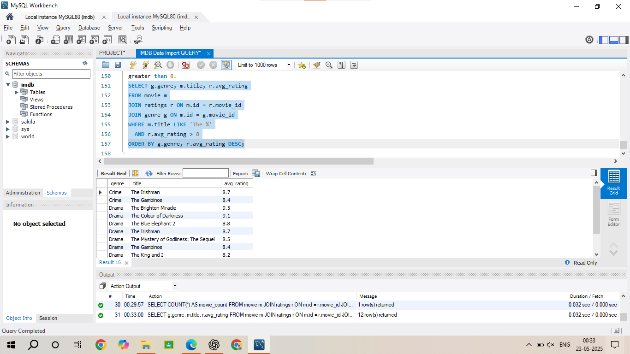 MySQL Workbench
Local instance MySQL80 (imdb)
Local instance MySQL80 (imd...
File Edit View Query Database Server Tools Scripting Help
Navigator
PROJECT*
IMDB Data Import QUERY*
SCHEMAS
Filter objects
imdb
Tables
Views
Stored Procedures
Functions
sakila
sys
world
Administration Schemas
Information
No object selected
Object Info Session
Query Completed
Limit to 1000 rows
150 greater than 8.
151 SELECT g.genre, m.title, r.avg_rating
152 FROM movie m
153 JOIN ratings r ON m.id = r.movie_id
154 JOIN genre g ON m.id = g.movie_id
155 WHERE m.title LIKE 'The %'
156 AND r.avg_rating > 8
157 ORDER BY g.genre, r.avg_rating DESC;
158
Result Grid Filter Rows: Export: Wrap Cell Content:
genre title avg_rating
Crime The Irishman 8.7
Crime The Gambinos 8.4
Drama The Brighton Miracle 9.5
Drama The Colour of Darkness 9.1
Drama The Blue Elephant 2 8.8
Drama The Irishman 8.7
Drama The Mystery of Godliness: The Sequel 8.5
Drama The Gambinos 8.4
Drama The King and I 8.2
Result Grid
Form Editor
Result 16
Read Only
Output
Action Output
# Time Action Message Duration / Fetch
30 00:29:57 SELECT COUNT(*) AS movie_count FROM movie m JOIN ratings r ON m.id = r.movie_id JOI... 1 row(s) returned 0.032 sec / 0.000 sec
31 00:33:00 SELECT g.genre, m.title, r.avg_rating FROM movie m JOIN ratings r ON m.id = r.movie_id JOI... 12 row(s) returned 0.032 sec / 0.000 sec
ENG
00:33
23-05-2025